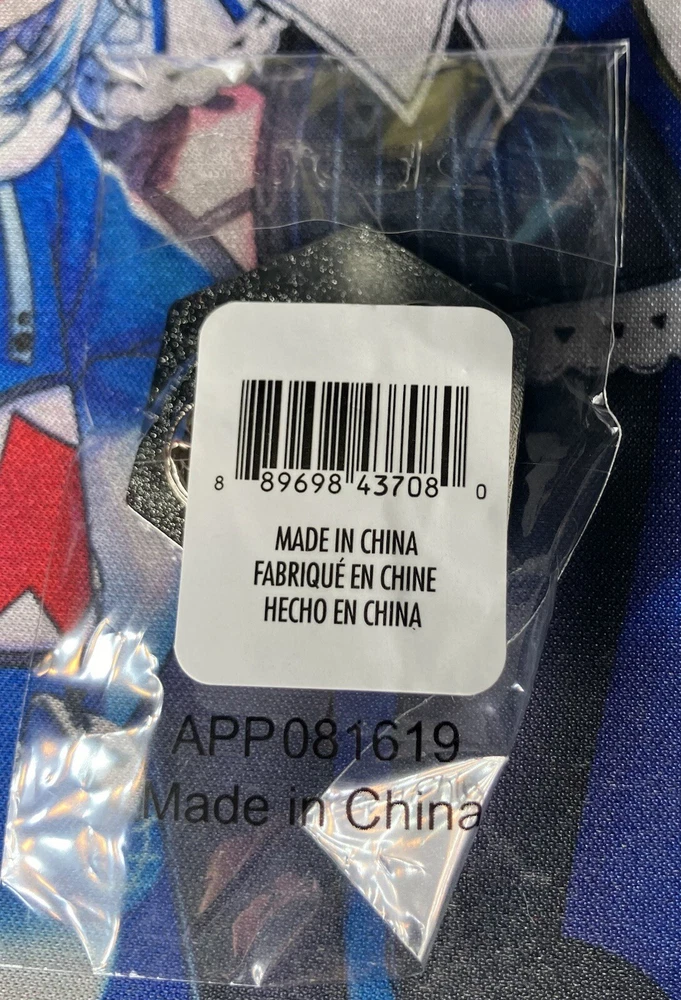 8 89698 43708 0
MADE IN CHINA
FABRIQUÉ EN CHINE
HECHO EN CHINA
APP081619
Made in China